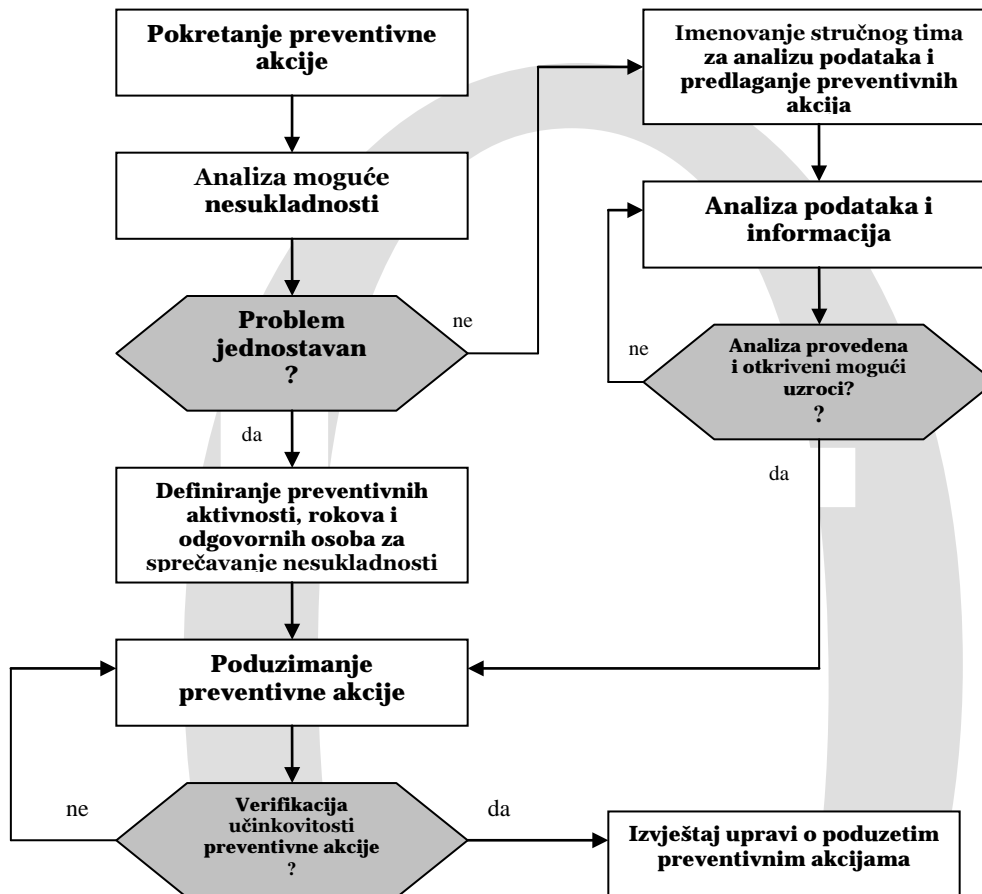 Pokretanje preventivne
akcije
Imenovanje stručnog tima
za analizu podataka i
predlaganje preventivnih
akcija
Analiza moguće
nesukladnosti
Analiza podataka i
informacija
Problem
jednostavan
?
ne
ne
Analiza provedena
i otkriveni mogući
uzroci?
?
da
da
Definiranje preventivnih
aktivnosti, rokova i
odgovornih osoba za
sprečavanje nesukladnosti
Poduzimanje
preventivne akcije
ne
Verifikacija
učinkovitosti
preventivne akcije
?
da
Izvještaj upravi o poduzetim
preventivnim akcijama